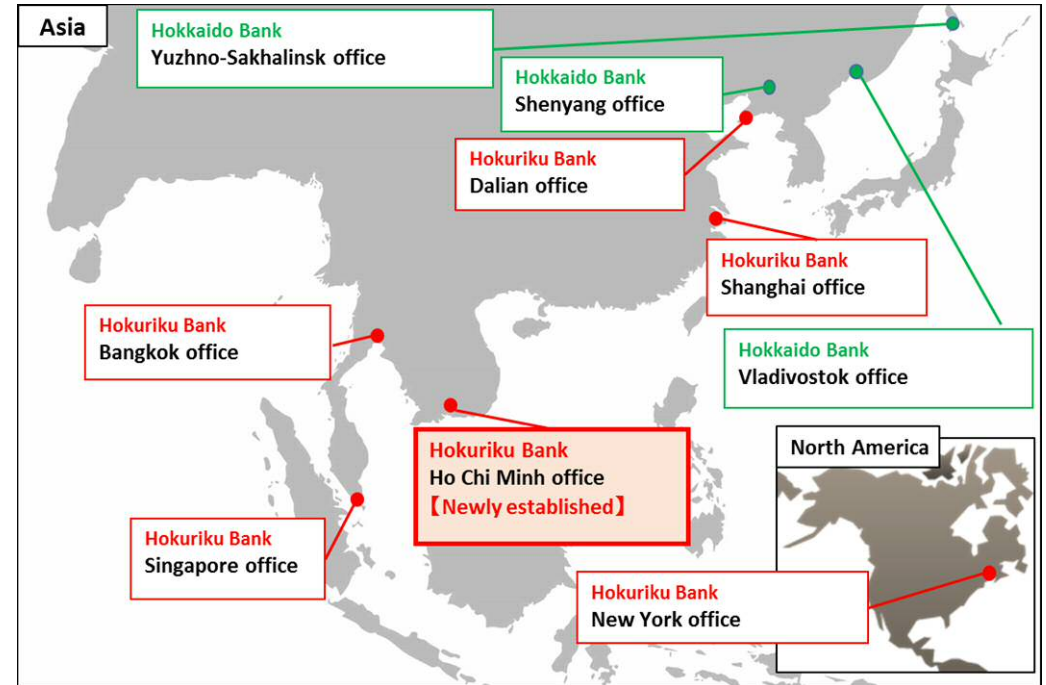 Asia
Hokkaido Bank
Yuzhno-Sakhalinsk office
Hokkaido Bank
Shenyang office
Hokuriku Bank
Dalian office
Hokuriku Bank
Shanghai office
Hokuriku Bank
Bangkok office
Hokkaido Bank
Vladivostok office
Hokuriku Bank
Ho Chi Minh office
【Newly established】
North America
Hokuriku Bank
Singapore office
Hokuriku Bank
New York office